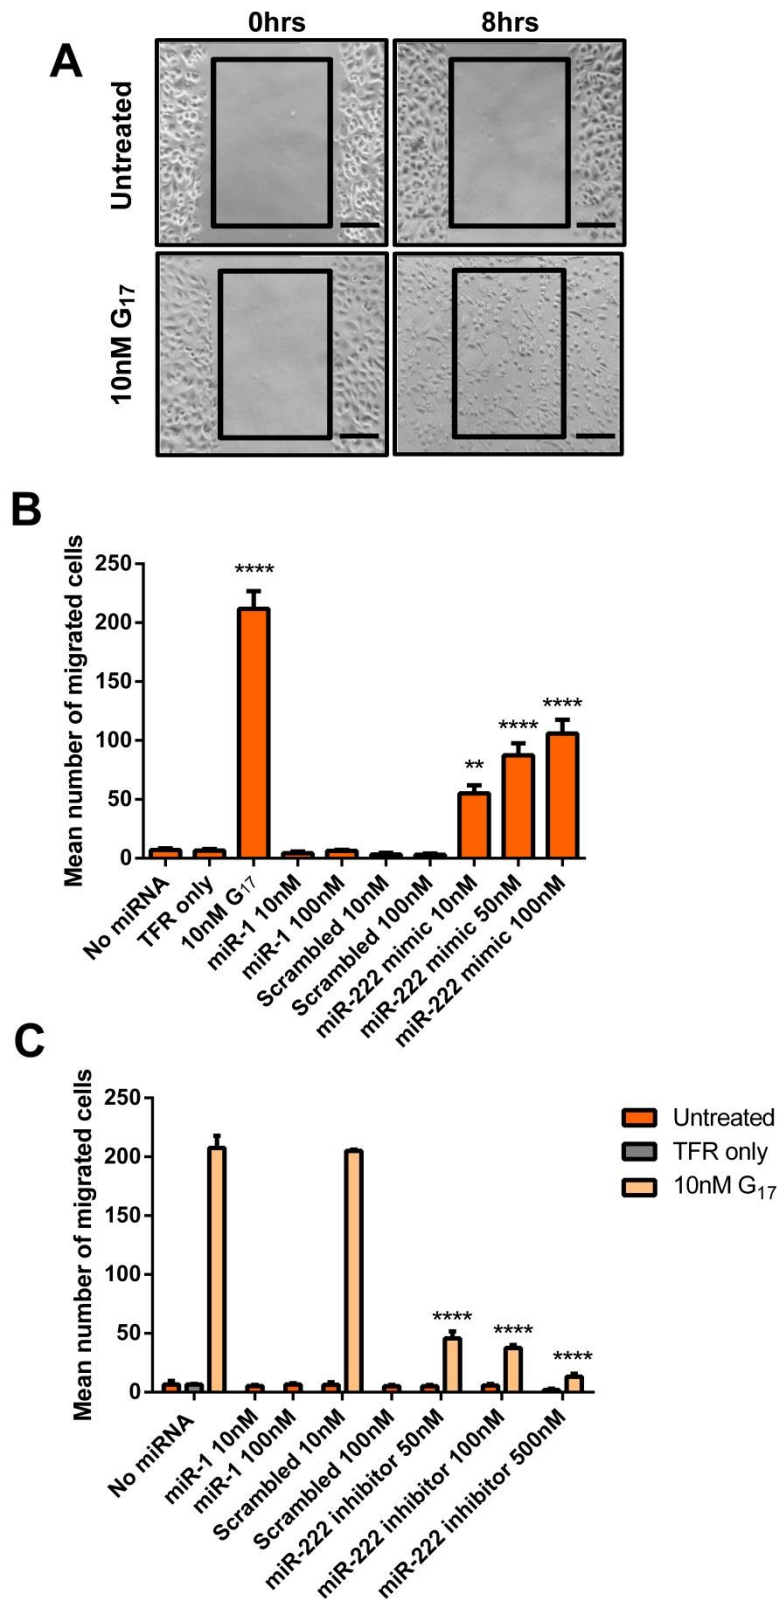 0hrs
8hrs
A
Untreated
10nM G17
B
Mean number of migrated cells
250
200
150
100
50
0
****
**
****
****
No miRNA
TFR only
10nM G17
miR-1 10nM
miR-1 100nM
Scrambled 10nM
Scrambled 100nM
miR-222 mimic 10nM
miR-222 mimic 50nM
miR-222 mimic 100nM
C
Mean number of migrated cells
250
200
150
100
50
0
****
****
****
No miRNA
miR-1 10nM
miR-1 100nM
Scrambled 10nM
Scrambled 100nM
miR-222 inhibitor 50nM
miR-222 inhibitor 100nM
miR-222 inhibitor 500nM
Untreated
TFR only
10nM G17